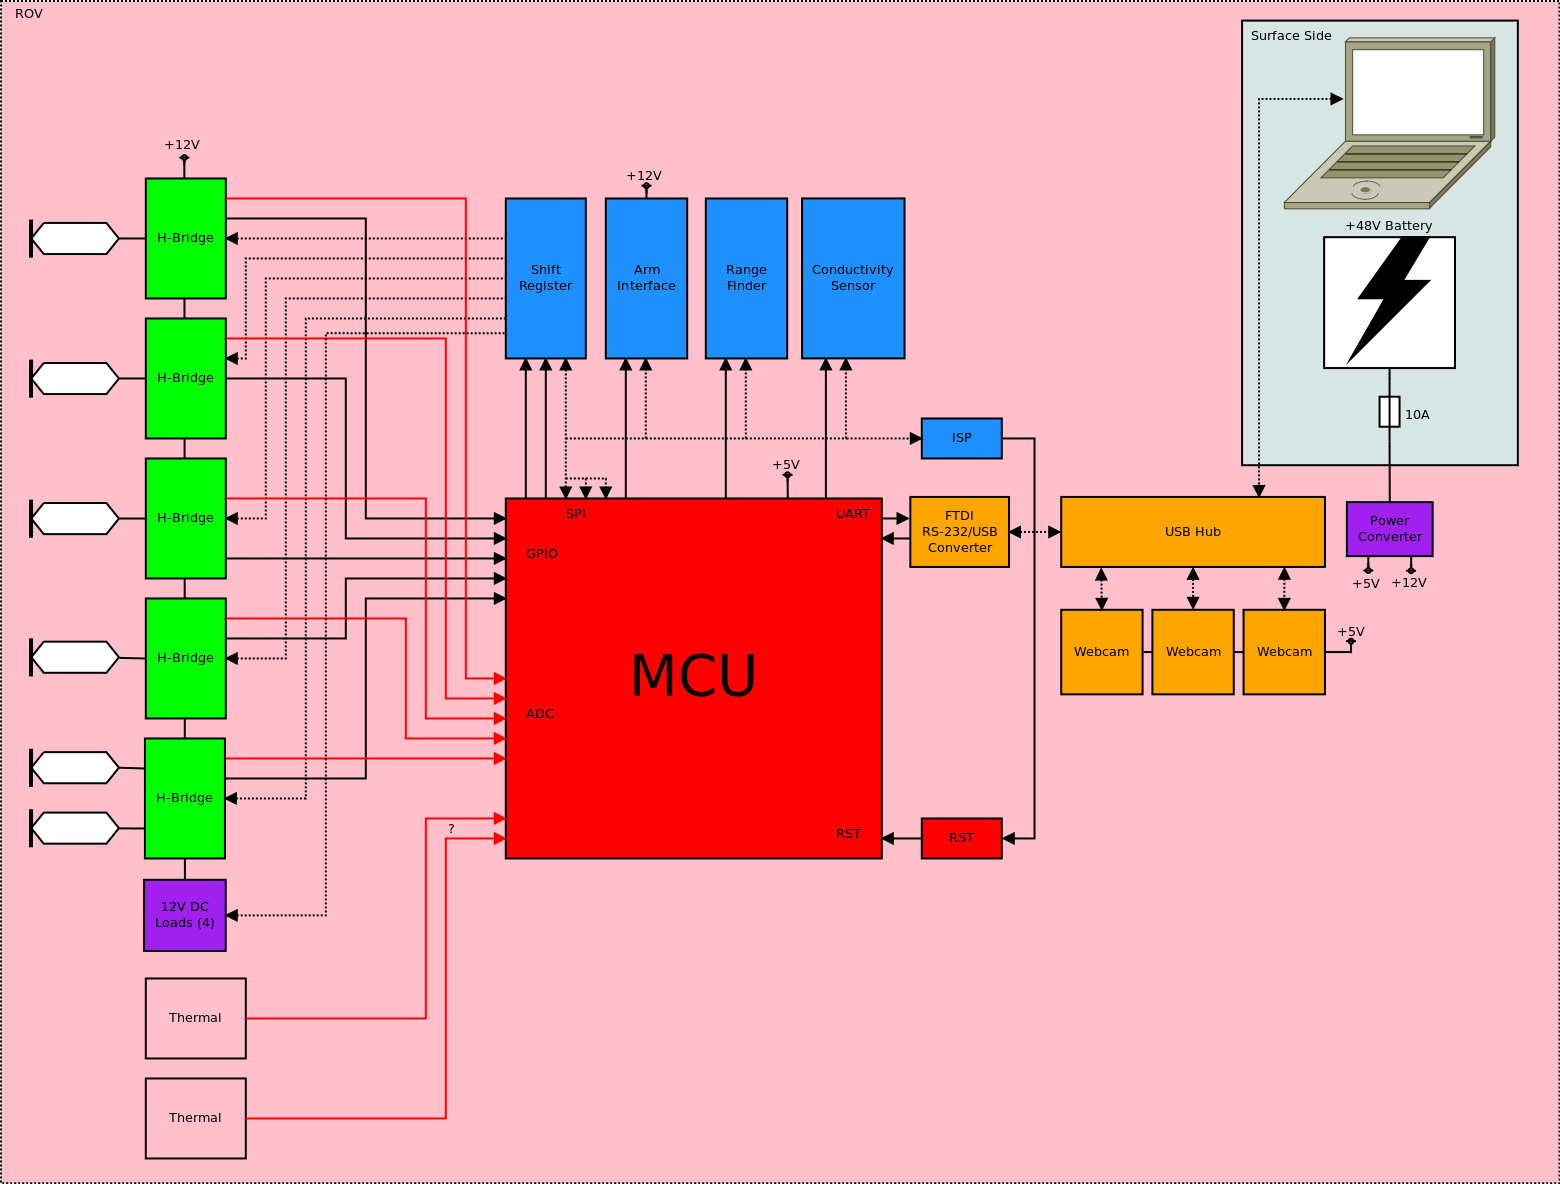 ROV
Surface Side
+48V Battery
10A
Power
Converter
+5V
+12V
+12V
H-Bridge
H-Bridge
H-Bridge
H-Bridge
H-Bridge
12V DC
Loads (4)
Thermal
Thermal
?
+12V
Shift
Register
Arm
Interface
Range
Finder
Conductivity
Sensor
ISP
+5V
SPI
UART
GPIO
MCU
ADC
RST
RST
FTDI
RS-232/USB
Converter
USB Hub
Webcam
Webcam
Webcam
+5V